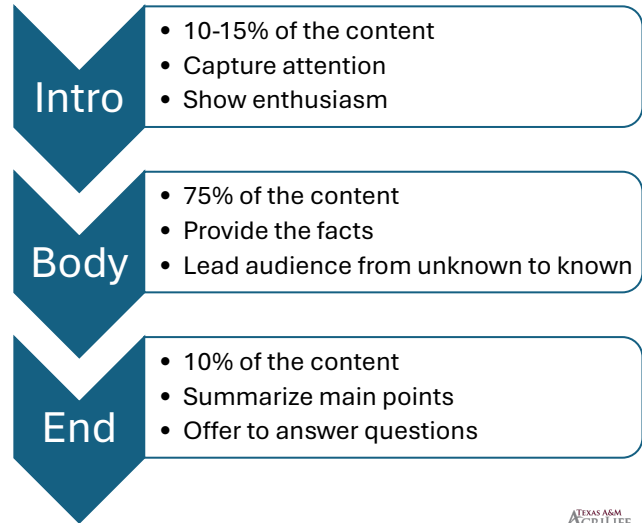 Intro
• 10-15% of the content
• Capture attention
• Show enthusiasm
Body
• 75% of the content
• Provide the facts
• Lead audience from unknown to known
End
• 10% of the content
• Summarize main points
• Offer to answer questions
TEXAS A&M
AGRILIFE